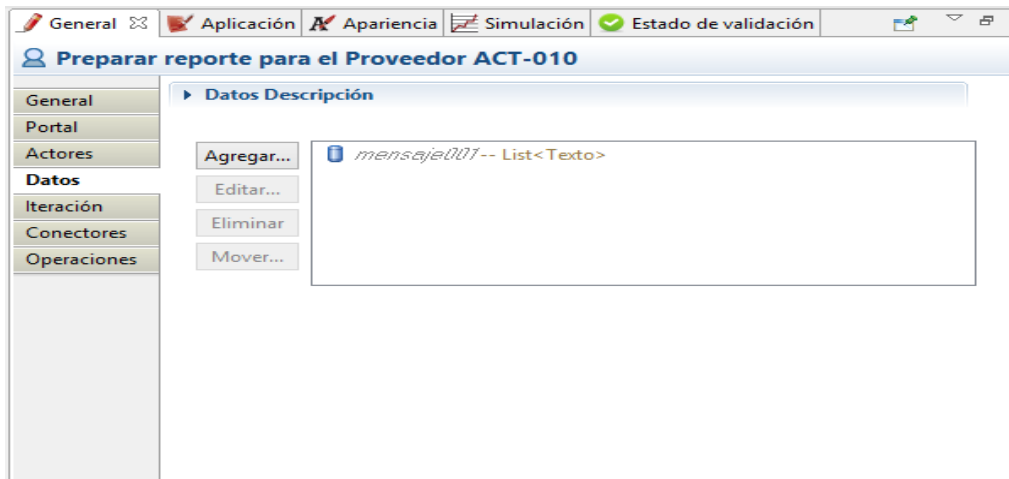 General Aplicación Apariencia Simulación Estado de validación
Preparar reporte para el Proveedor ACT-010
General
Portal
Actores
Datos
Iteración
Conectores
Operaciones
Datos Descripción
Agregar...
Editar...
Eliminar
Mover...
mensaje001 -- List<Texto>